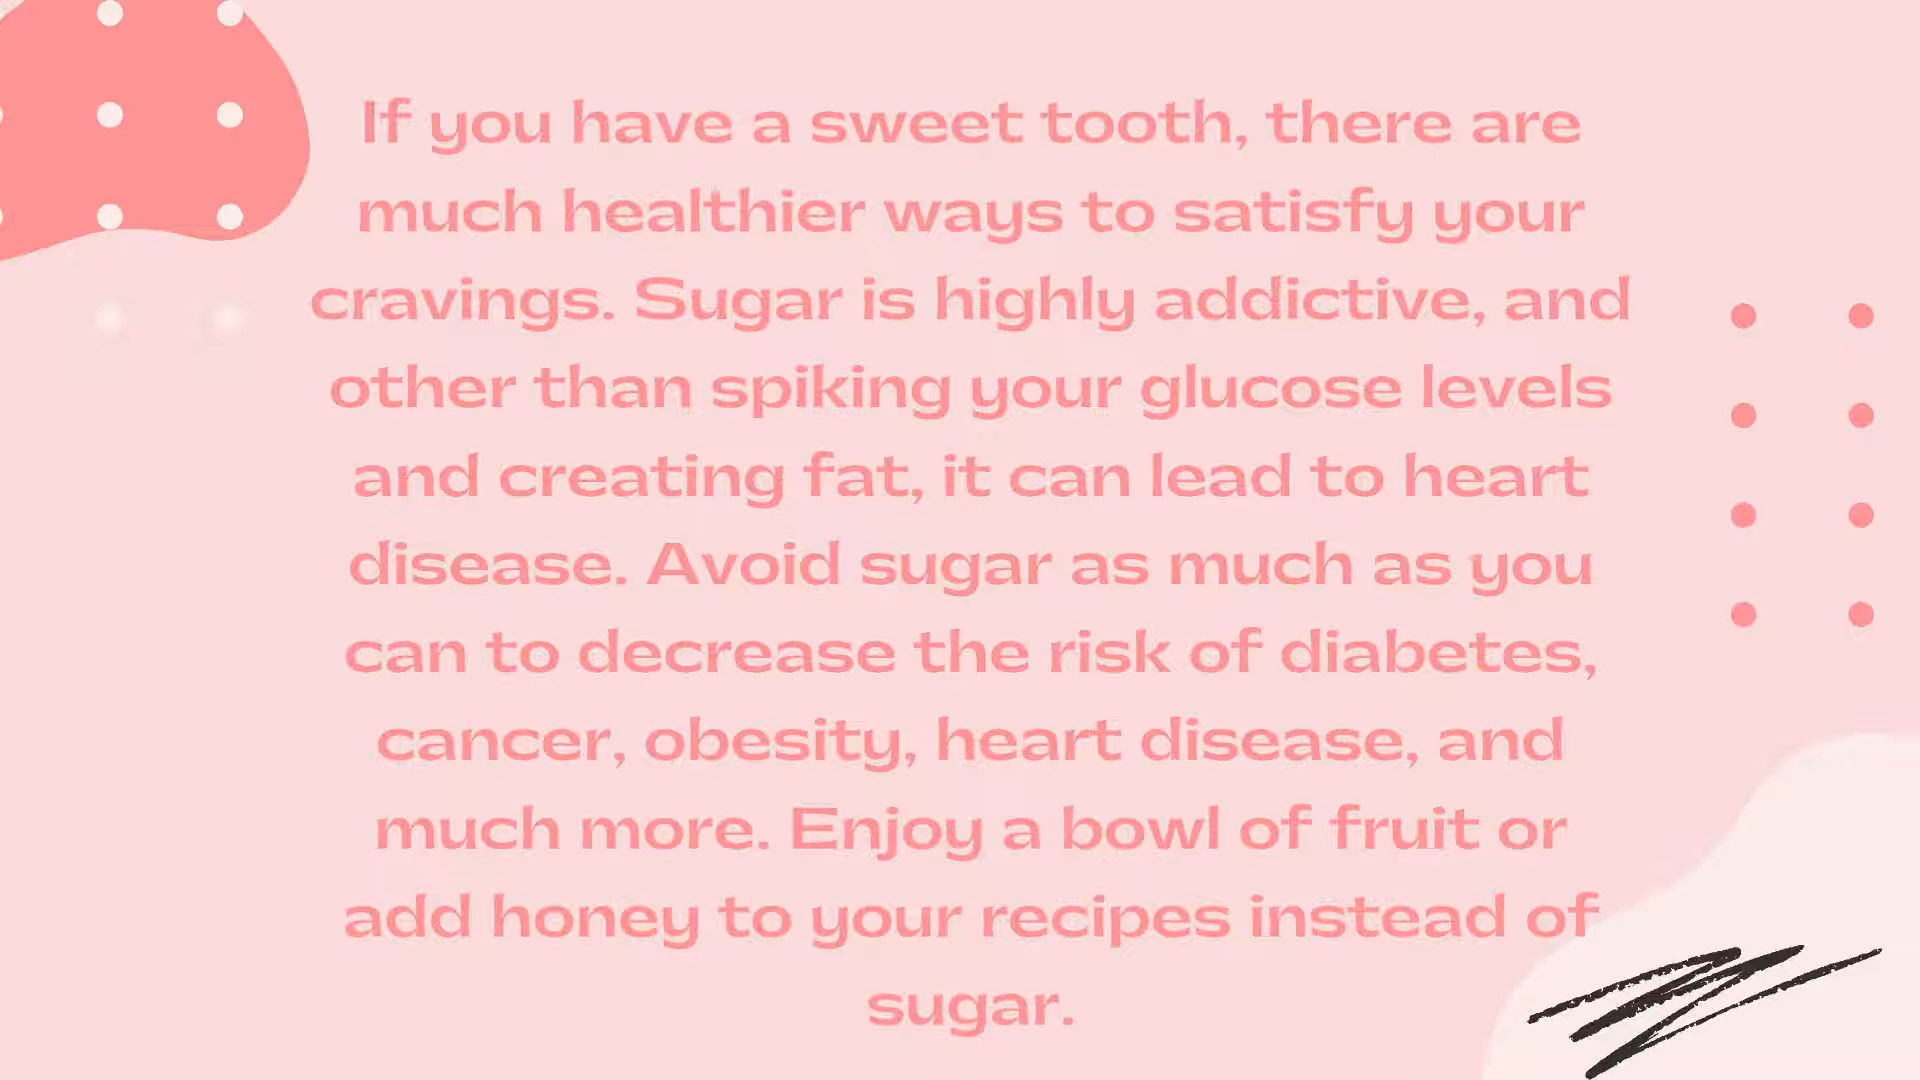 If you have a sweet tooth, there are
much healthier ways to satisfy your
cravings. Sugar is highly addictive, and
other than spiking your glucose levels
and creating fat, it can lead to heart
disease. Avoid sugar as much as you
can to decrease the risk of diabetes,
cancer, obesity, heart disease, and
much more. Enjoy a bowl of fruit or
add honey to your recipes instead of
sugar.